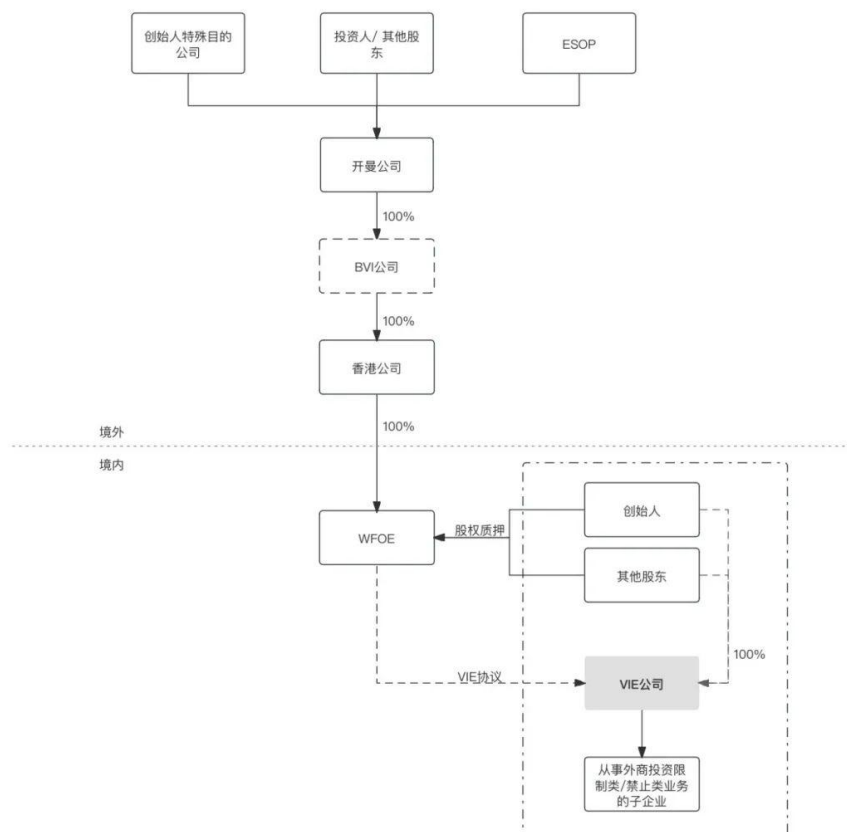 创始人特殊目的
公司
投资人/ 其他股
东
ESOP
开曼公司
100%
BVI公司
100%
香港公司
100%
境外
境内
创始人
股权质押
WFOE
其他股东
100%
VIE协议
VIE公司
从事外商投资限
制类/禁止类业务
的子企业